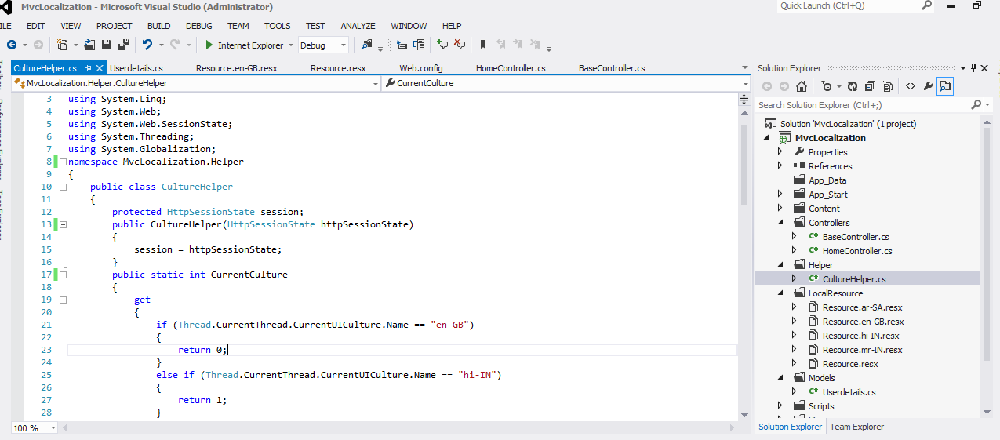 MvcLocalization - Microsoft Visual Studio (Administrator)
Quick Launch (Ctrl+Q)
ILE EDIT VIEW PROJECT BUILD DEBUG TEAM TOOLS TEST ANALYZE WINDOW HELP
Internet Explorer Debug
CultureHelper.cs Userdetails.cs Resource.en-GB.resx Resource.resx Web.config HomeController.cs BaseController.cs
MvcLocalization.Helper.CultureHelper CurrentCulture
3 using System.Linq;
4 using System.Web;
5 using System.Web.SessionState;
6 using System.Threading;
7 using System.Globalization;
8 namespace MvcLocalization.Helper
9 {
10 public class CultureHelper
11 {
12 protected HttpSessionState session;
13 public CultureHelper(HttpSessionState httpSessionState)
14 {
15 session = httpSessionState;
16 }
17 public static int CurrentCulture
18 {
19 get
20 {
21 if (Thread.CurrentThread.CurrentUICulture.Name == "en-GB")
22 {
23 return 0;
24 }
25 else if (Thread.CurrentThread.CurrentUICulture.Name == "hi-IN")
26 {
27 return 1;
28 }
100 %
Solution Explorer
Search Solution Explorer (Ctrl+;)
Solution 'MvcLocalization' (1 project)
MvcLocalization
Properties
References
App_Data
App_Start
Content
Controllers
C# BaseController.cs
C# HomeController.cs
Helper
C# CultureHelper.cs
LocalResource
Resource.ar-SA.resx
Resource.en-GB.resx
Resource.hi-IN.resx
Resource.mr-IN.resx
Resource.resx
Models
C# Userdetails.cs
Scripts
Solution Explorer Team Explorer